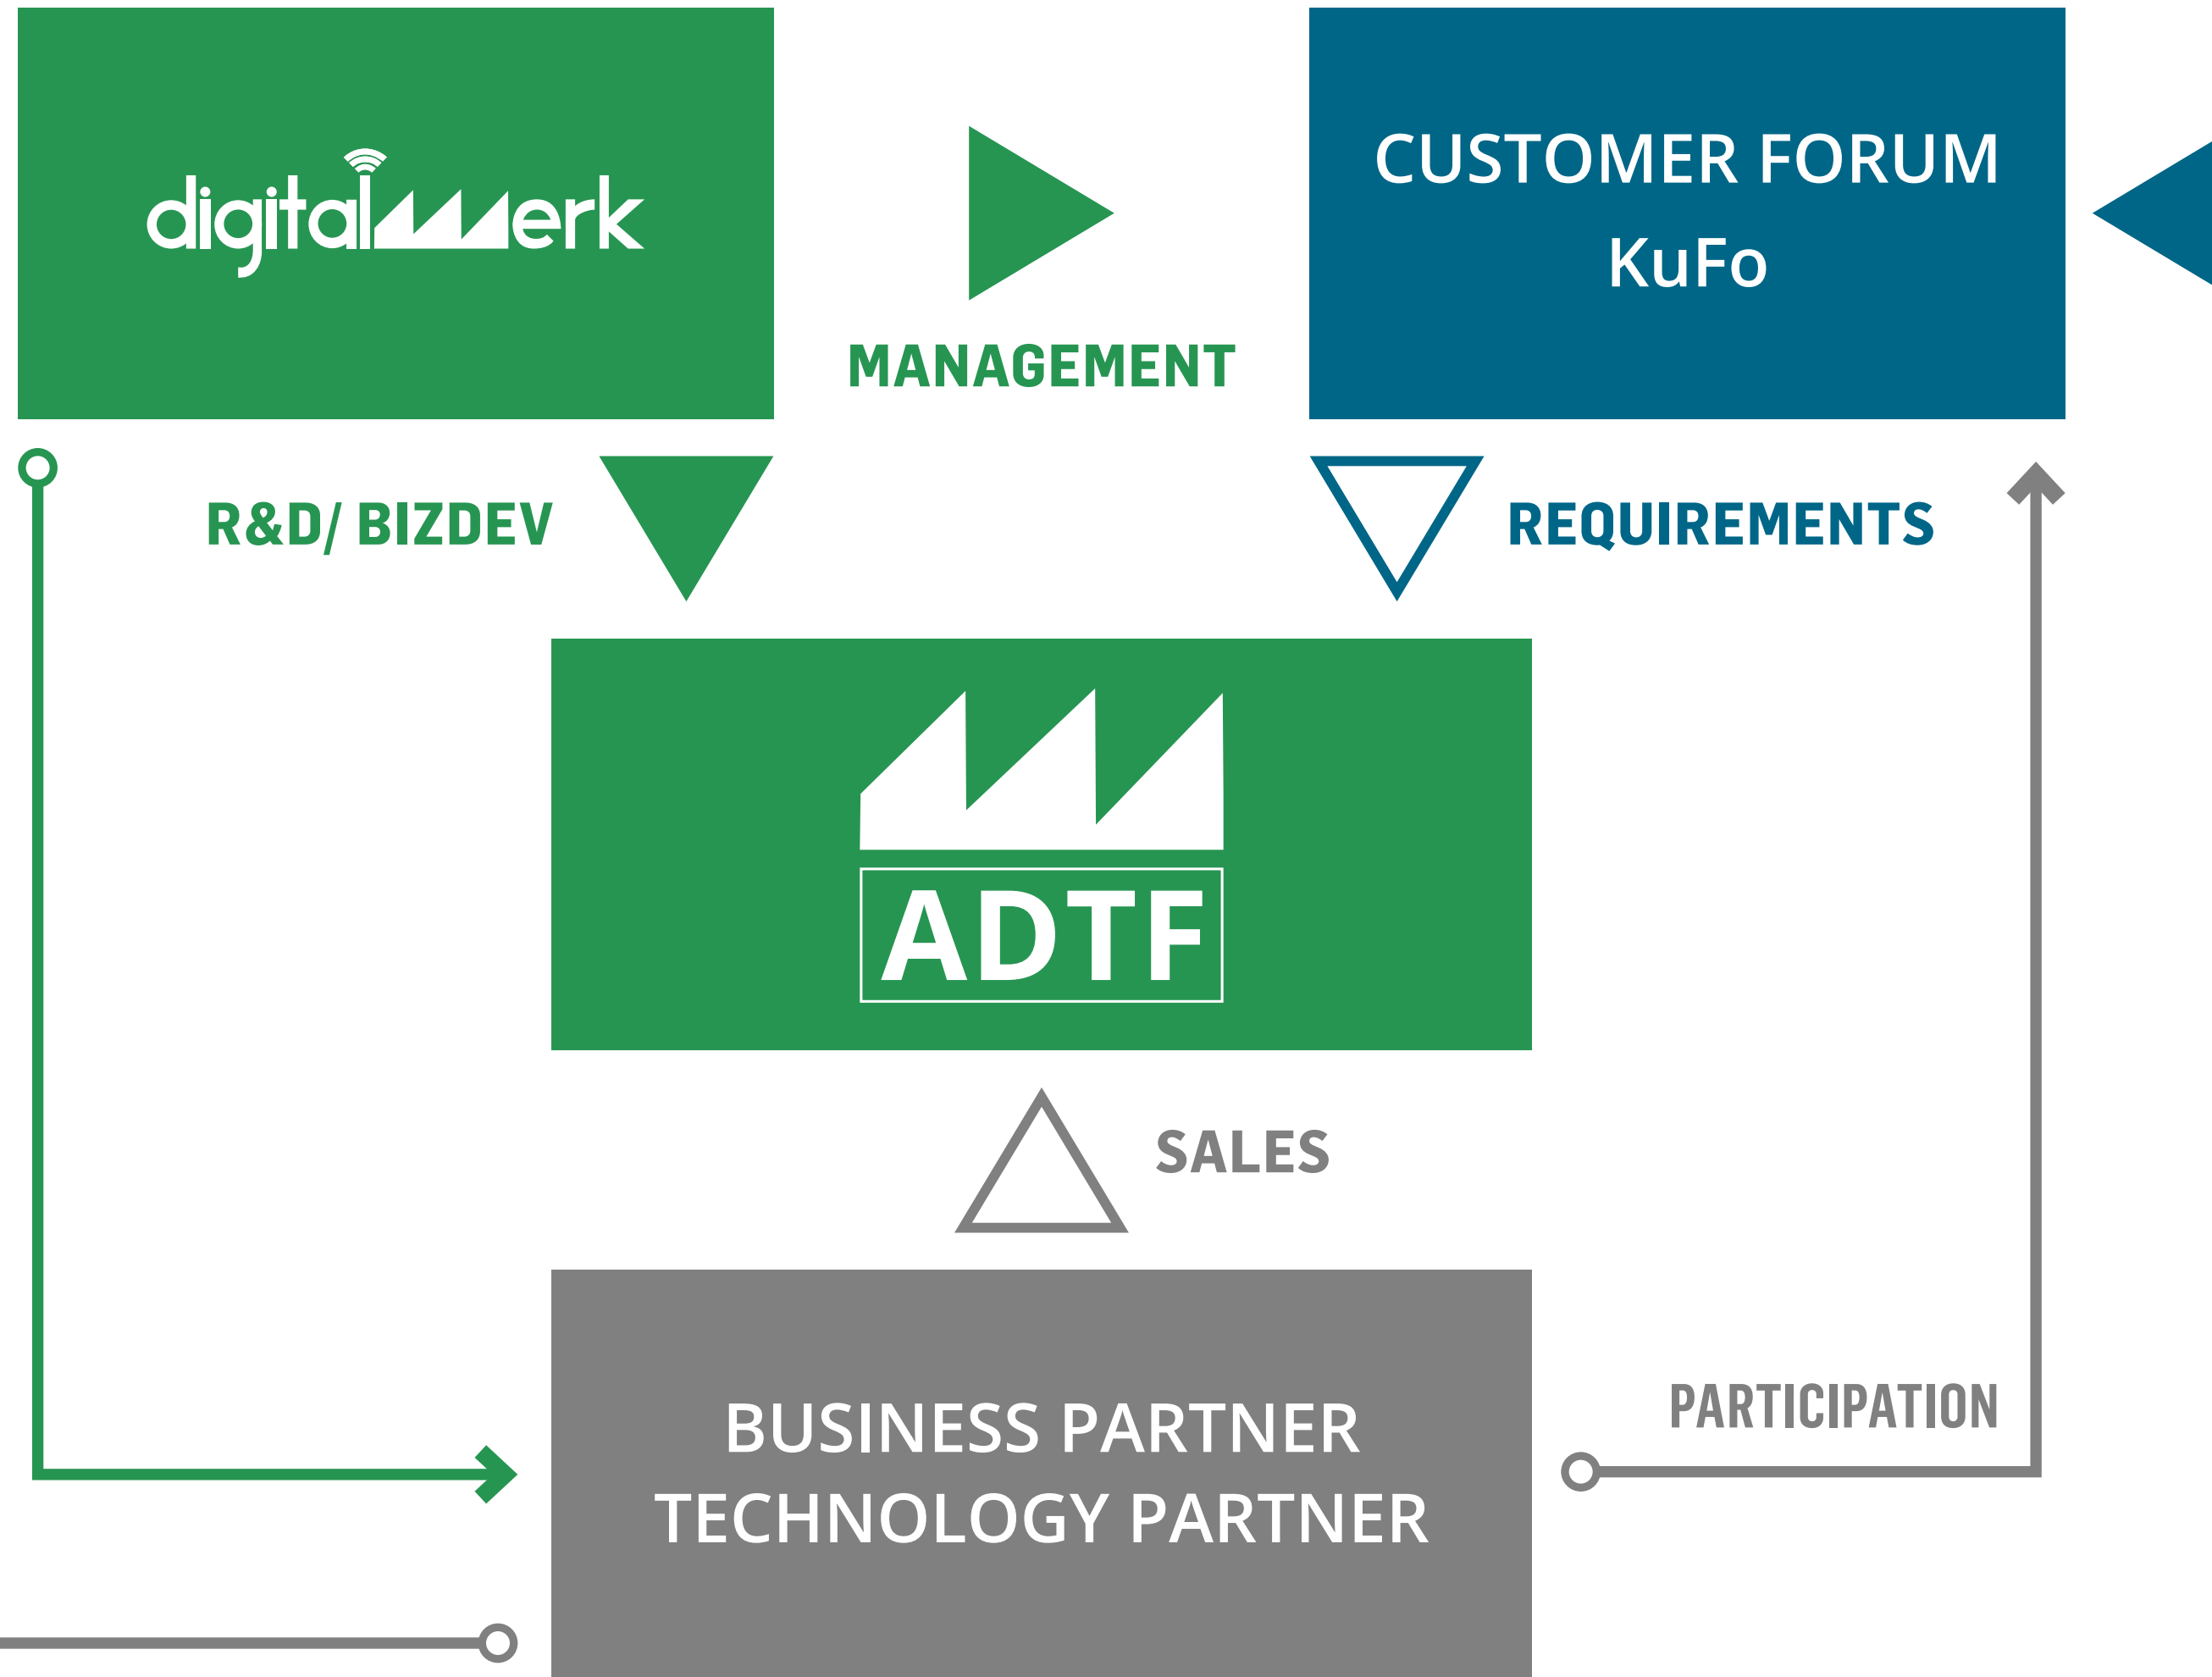 digitalwerk
CUSTOMER FORUM
KuFo
MANAGEMENT
R&D/ BIZDEV
REQUIREMENTS
ADTF
SALES
BUSINESS PARTNER
TECHNOLOGY PARTNER
PARTICIPATION